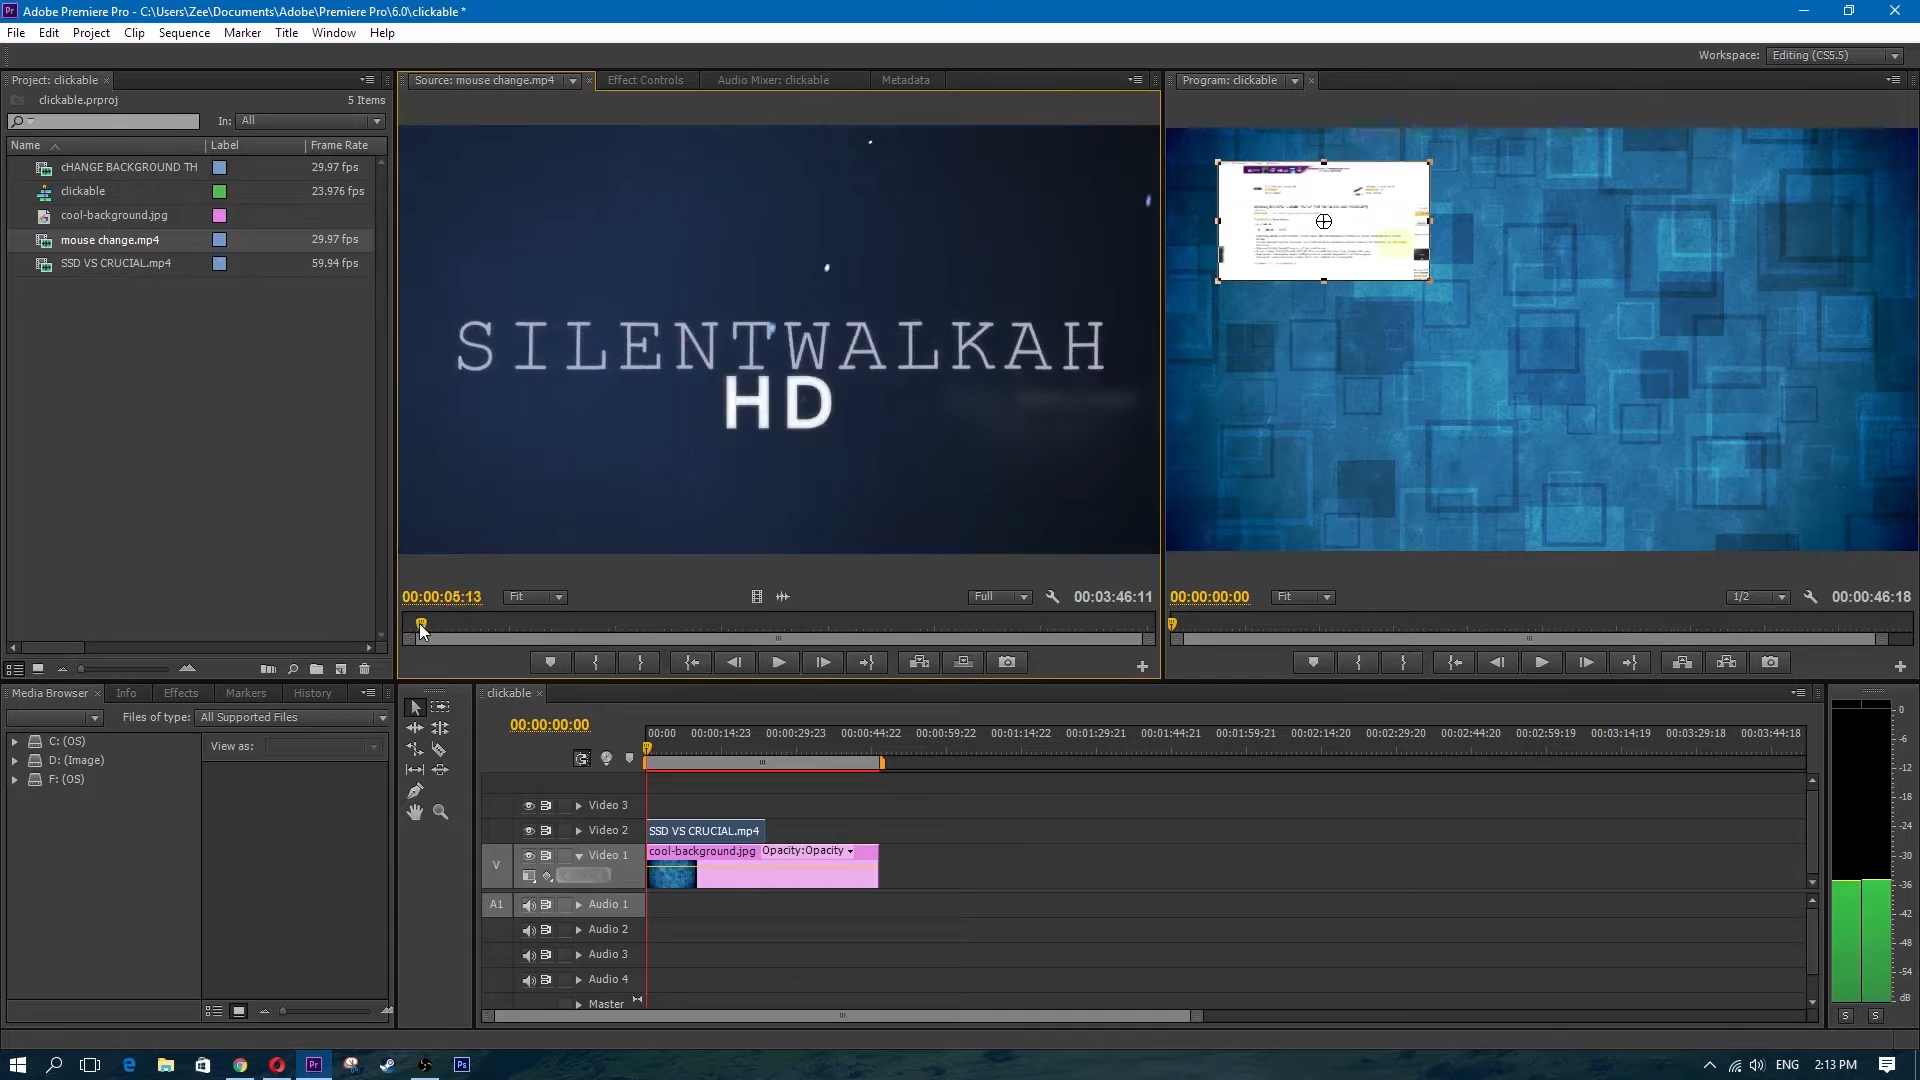 Adobe Premiere Pro - C:\Users\Zee\Documents\Adobe\Premiere Pro\6.0\clickable *
File Edit Project Clip Sequence Marker Title Window Help
Workspace: Editing (CS5.5)
Project: clickable
clickable.prproj 5 Items
In: All
Name Label Frame Rate
cHANGE BACKGROUND TH 29.97 fps
clickable 23.976 fps
cool-background.jpg
mouse change.mp4 29.97 fps
SSD VS CRUCIAL.mp4 59.94 fps
Source: mouse change.mp4 Effect Controls Audio Mixer: clickable Metadata
SILENTWALKAH
HD
00:00:05:13 Fit Full 00:03:46:11
Program: clickable
00:00:00:00 Fit 1/2 00:00:46:18
Media Browser Info Effects Markers History
Files of type: All Supported Files
C: (OS)
D: (Image)
F: (OS)
View as:
clickable
00:00:00:00
00:00 00:00:14:23 00:00:29:23 00:00:44:22 00:00:59:22 00:01:14:22 00:01:29:21 00:01:44:21 00:01:59:21 00:02:14:20 00:02:29:20 00:02:44:20 00:02:59:19 00:03:14:19 00:03:29:18 00:03:44:18
Video 3
Video 2 SSD VS CRUCIAL.mp4
V Video 1 cool-background.jpg Opacity:Opacity
A1 Audio 1
Audio 2
Audio 3
Audio 4
Master
0
-6
-12
-18
-24
-30
-36
-42
-48
-54
dB
S S
ENG 2:13 PM